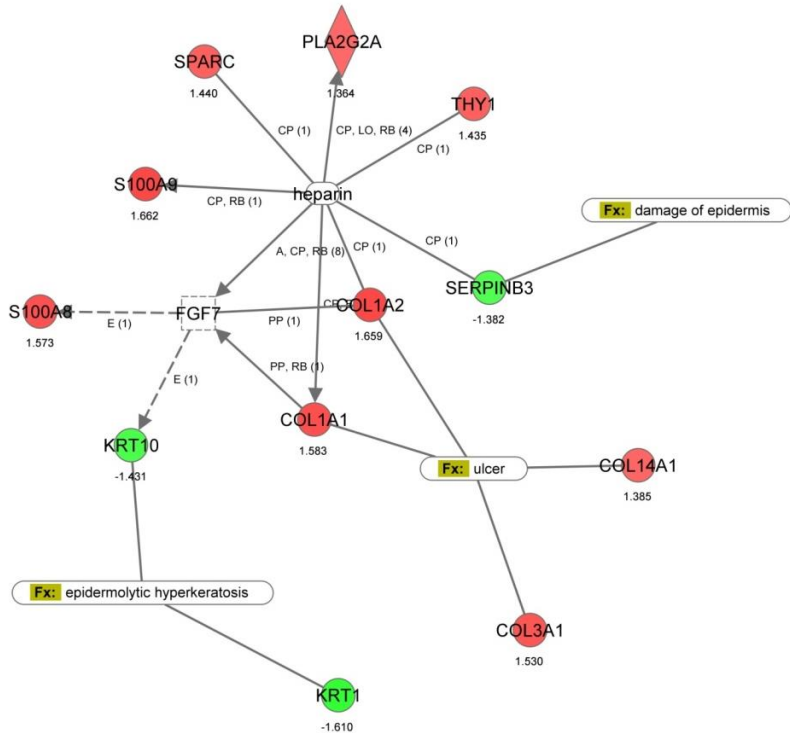 PLA2G2A
1.364
SPARC
1.440
THY1
1.435
CP (1)
CP, LO, RB (4)
CP (1)
S100A9
1.662
CP, RB (1)
heparin
Fx: damage of epidermis
A, CP, RB (8)
CP (1)
CP (1)
SERPINB3
-1.382
S100A8
1.573
E (1)
FGF7
PP (1)
COL1A2
1.659
E (1)
PP, RB (1)
COL1A1
1.583
KRT10
-1.431
Fx: ulcer
COL14A1
1.385
Fx: epidermolytic hyperkeratosis
COL3A1
1.530
KRT1
-1.610